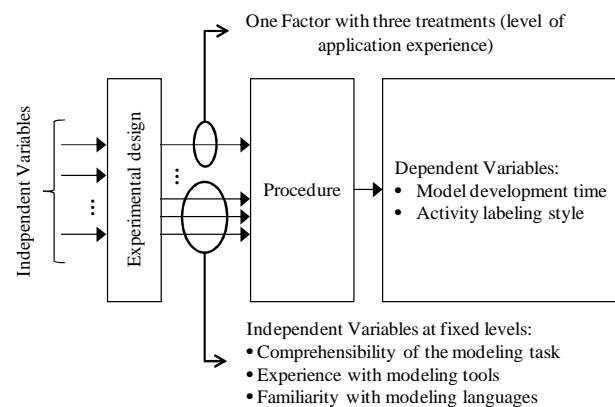 One Factor with three treatments (level of
application experience)
Independent Variables
Experimental design
...
...
Procedure
Dependent Variables:
• Model development time
• Activity labeling style
Independent Variables at fixed levels:
• Comprehensibility of the modeling task
• Experience with modeling tools
• Familiarity with modeling languages